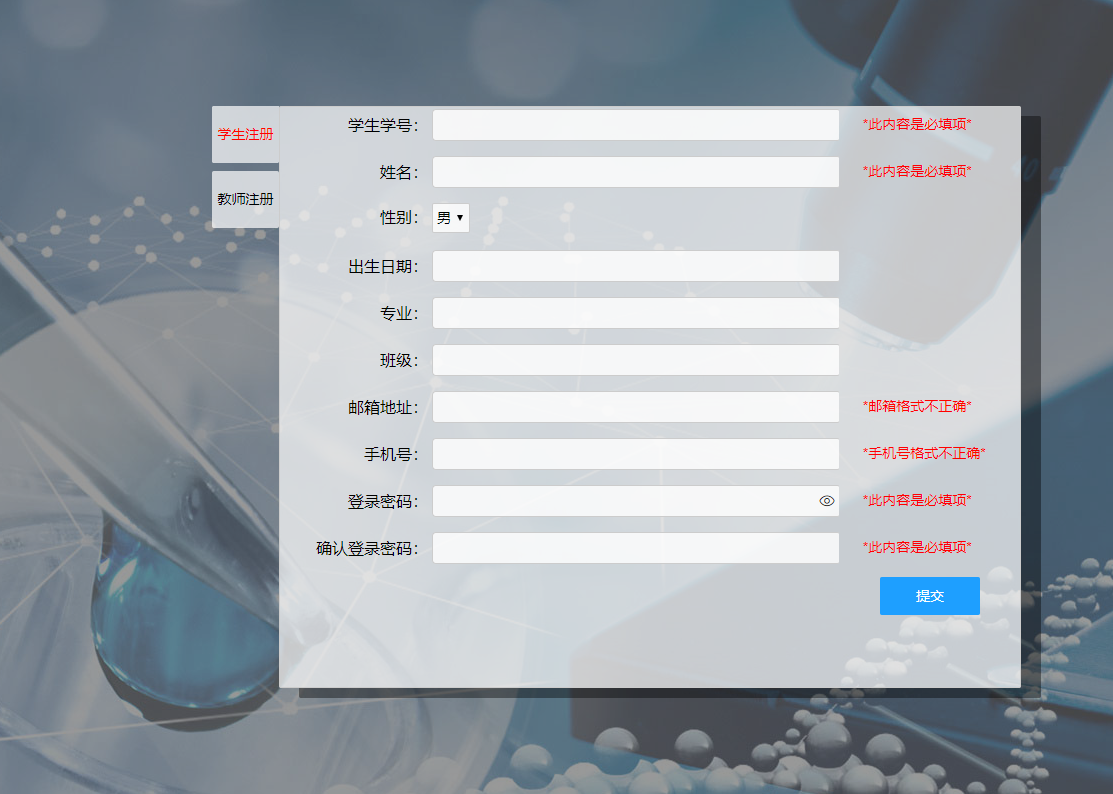 学生注册
教师注册
学生学号： *此内容是必填项*
姓名： *此内容是必填项*
性别： 男
出生日期：
专业：
班级：
邮箱地址： *邮箱格式不正确*
手机号： *手机号格式不正确*
登录密码： *此内容是必填项*
确认登录密码： *此内容是必填项*
提交